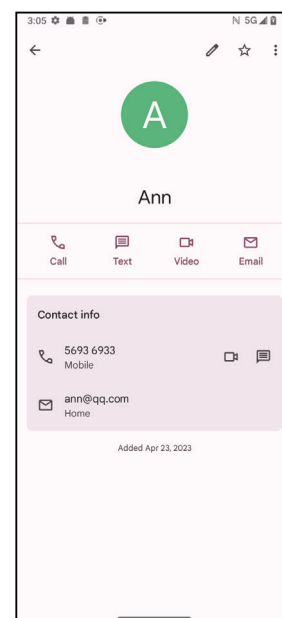 3:05 N 5G
A
Ann
Call Text Video Email
Contact info
5693 6933
Mobile
ann@qq.com
Home
Added Apr 23, 2023